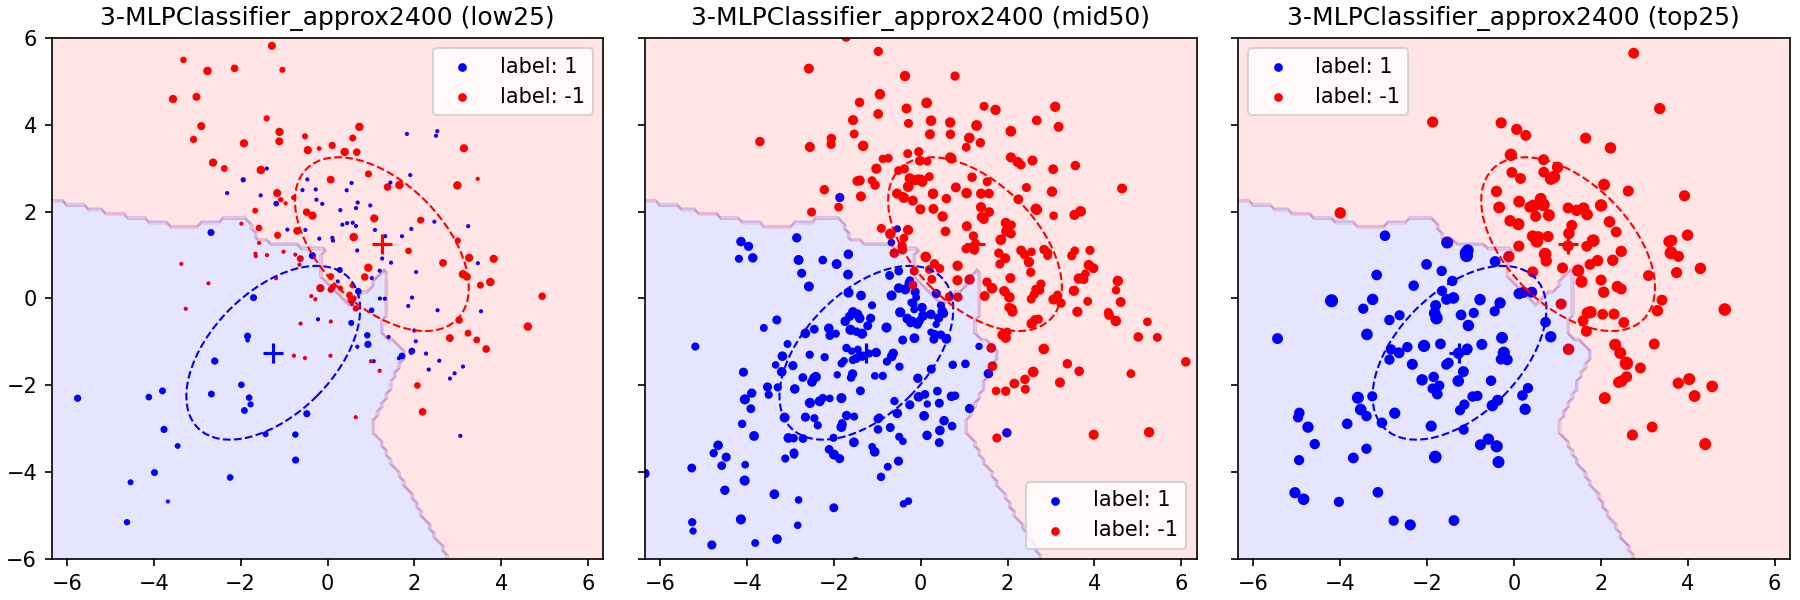 3-MLPClassifier_approx2400 (low25)
label: 1
label: -1
6
4
2
0
−2
−4
−6
−6 −4 −2 0 2 4 6
3-MLPClassifier_approx2400 (mid50)
label: 1
label: -1
−6 −4 −2 0 2 4 6
3-MLPClassifier_approx2400 (top25)
label: 1
label: -1
−6 −4 −2 0 2 4 6